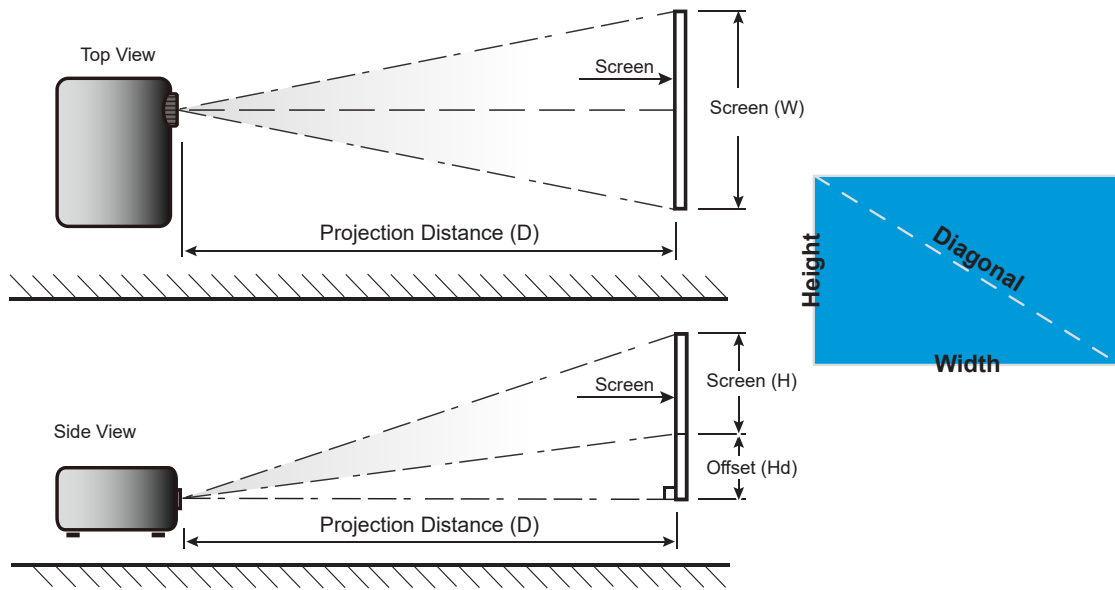 Top View
Screen
Screen (W)
Projection Distance (D)
Height
Diagonal
Width
Side View
Screen
Screen (H)
Offset (Hd)
Projection Distance (D)